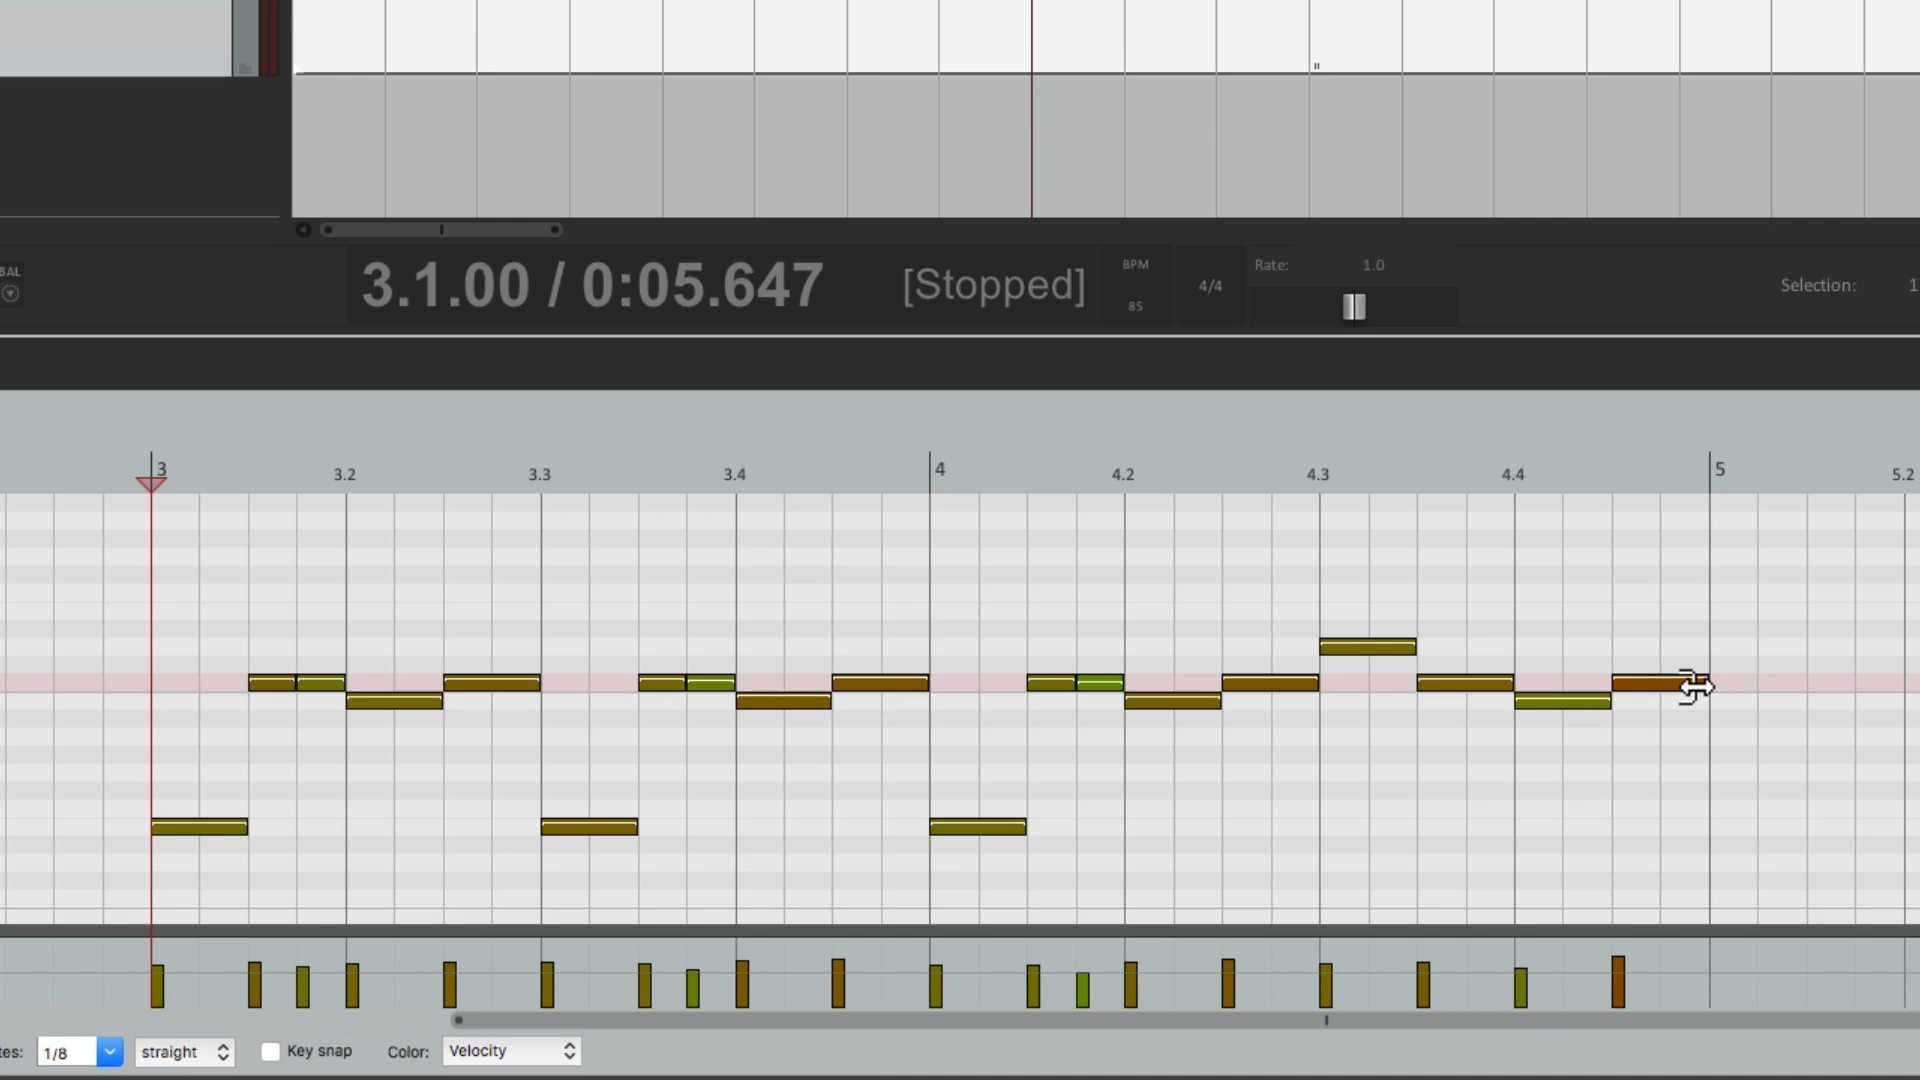 BAL
3.1.00 / 0:05.647 [Stopped]
BPM
85
4/4
Rate: 1.0
Selection: 1
3 3.2 3.3 3.4 4 4.2 4.3 4.4 5 5.2
tes: 1/8 straight Key snap Color: Velocity